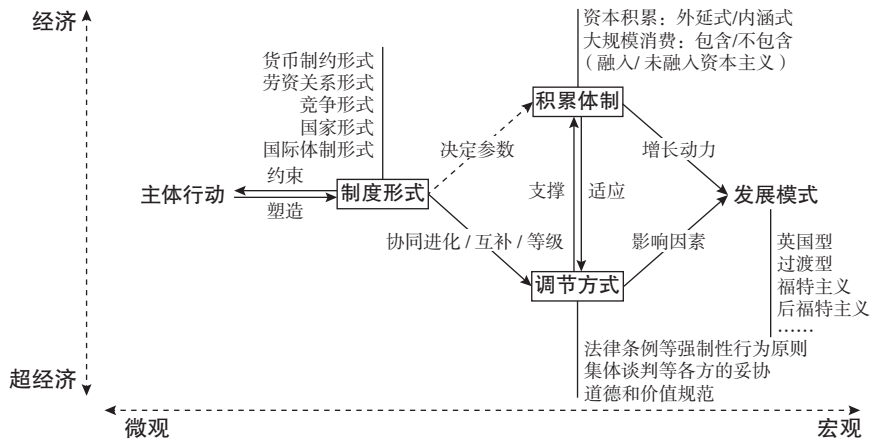 经济
资本积累：外延式/内涵式
大规模消费：包含/不包含
（融入/未融入资本主义）
货币制约形式
劳资关系形式
竞争形式
国家形式
国际体制形式
积累体制
决定参数
增长动力
约束
主体行动
制度形式
塑造
支撑
适应
发展模式
协同进化/互补/等级
影响因素
英国型
过渡型
福特主义
后福特主义
……
调节方式
法律条例等强制性行为原则
集体谈判等各方的妥协
道德和价值规范
超经济
微观
宏观